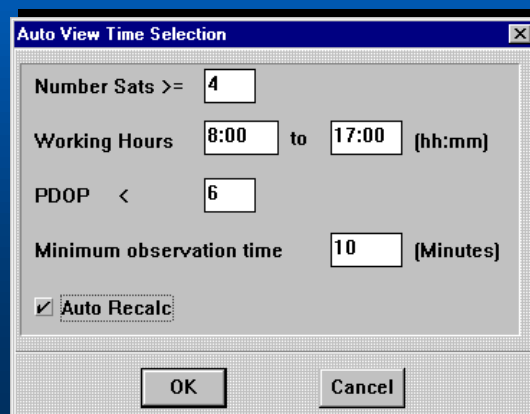 Auto View Time Selection
Number Sats >= 4
Working Hours 8:00 to 17:00 (hh:mm)
PDOP < 6
Minimum observation time 10 (Minutes)
Auto Recalc
OK Cancel